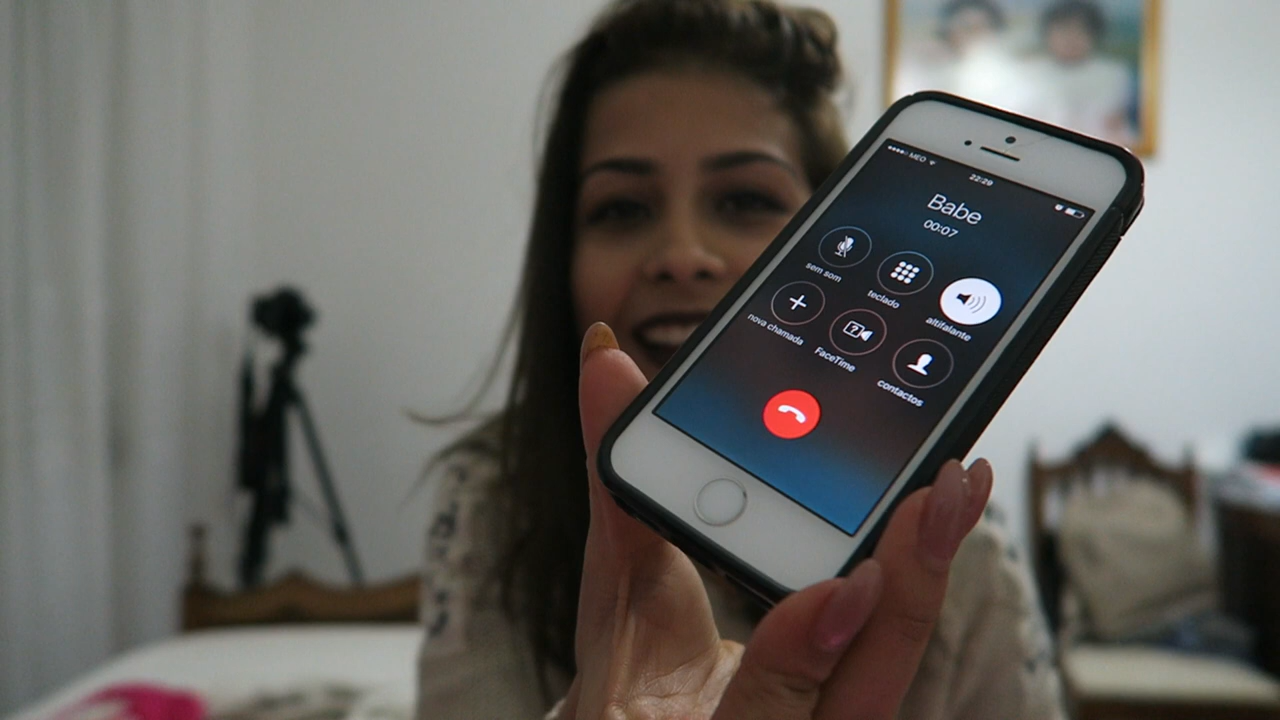 MEO
22:29
Babe
00:07
sem som
teclado
altifalante
nova chamada
FaceTime
contactos